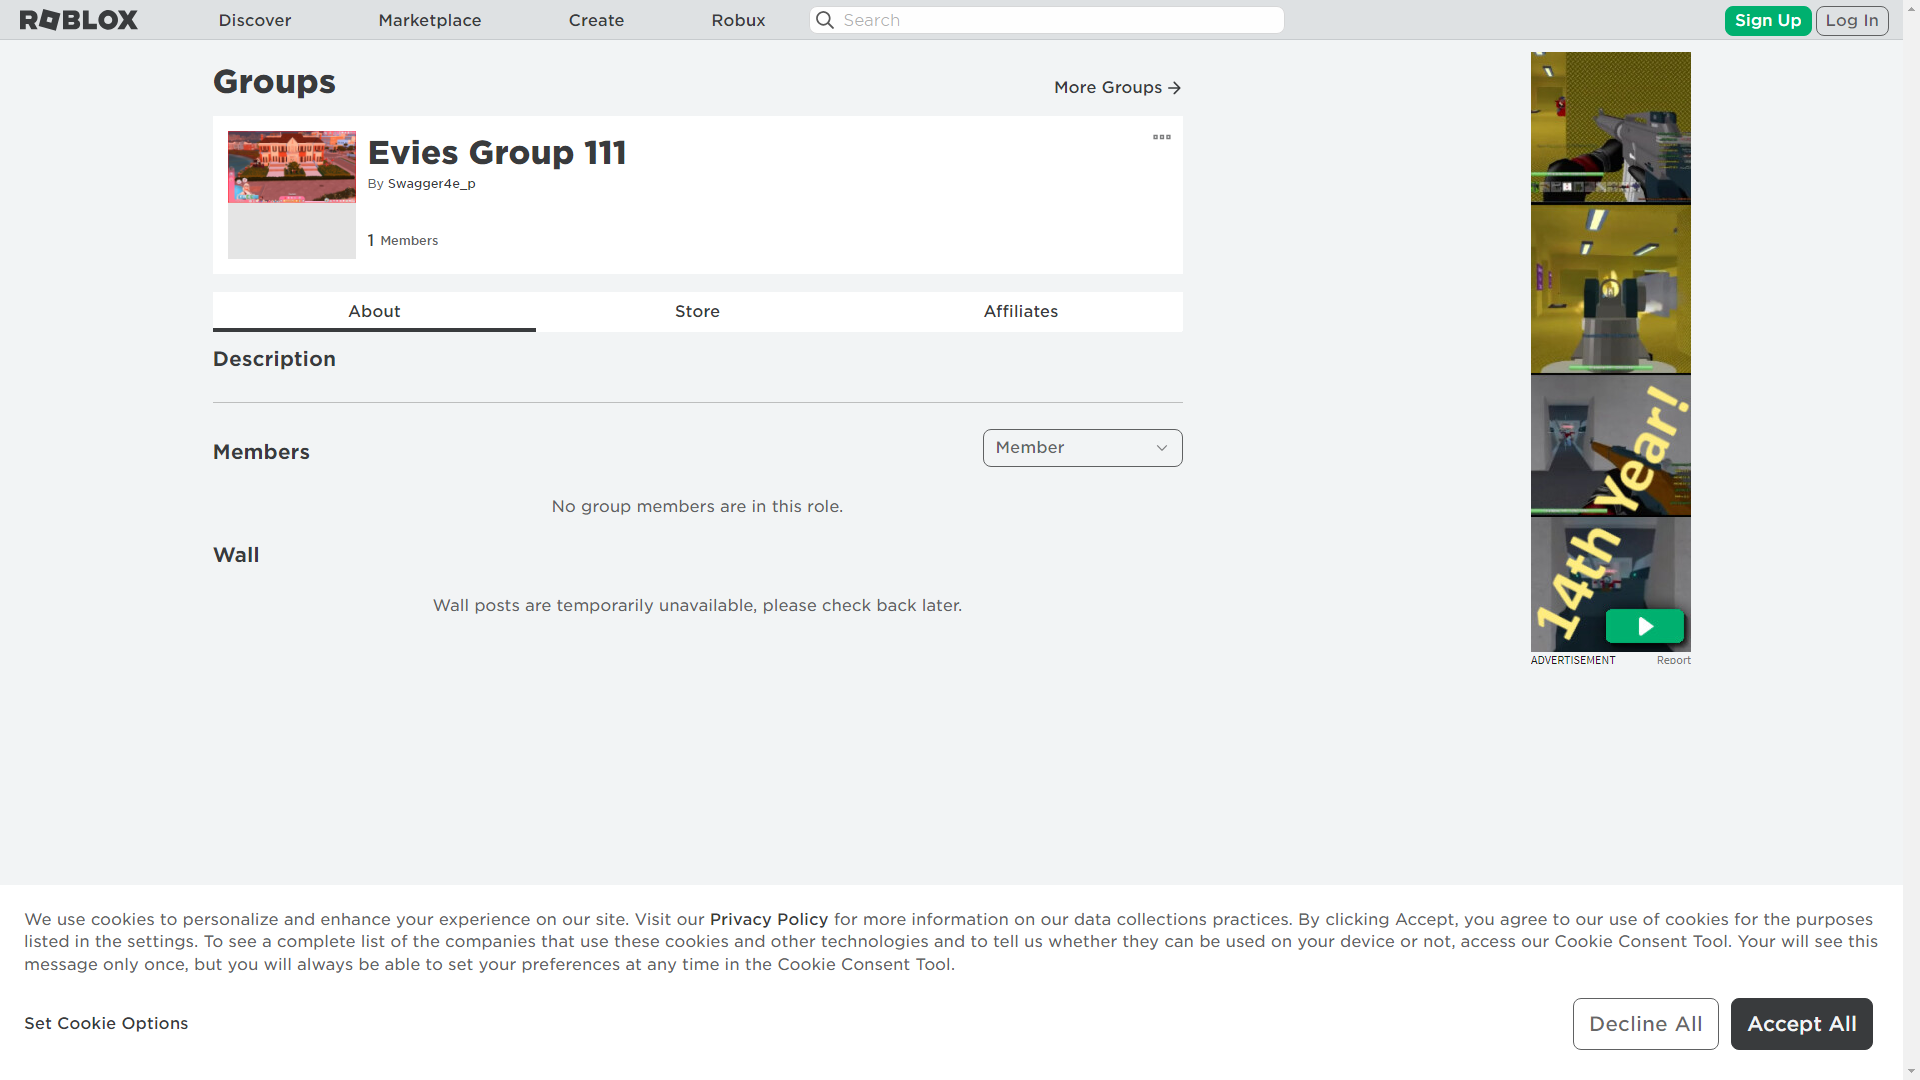 ROBLOX
Discover
Marketplace
Create
Robux
Search
Sign Up
Log In
Groups
More Groups
Evies Group 111
By Swagger4e_p
1 Members
About
Store
Affiliates
Description
Members
Member
No group members are in this role.
Wall
Wall posts are temporarily unavailable, please check back later.
14th Year!
ADVERTISEMENT
Report
We use cookies to personalize and enhance your experience on our site. Visit our Privacy Policy for more information on our data collections practices. By clicking Accept, you agree to our use of cookies for the purposes
listed in the settings. To see a complete list of the companies that use these cookies and other technologies and to tell us whether they can be used on your device or not, access our Cookie Consent Tool. Your will see this
message only once, but you will always be able to set your preferences at any time in the Cookie Consent Tool.
Set Cookie Options
Decline All
Accept All